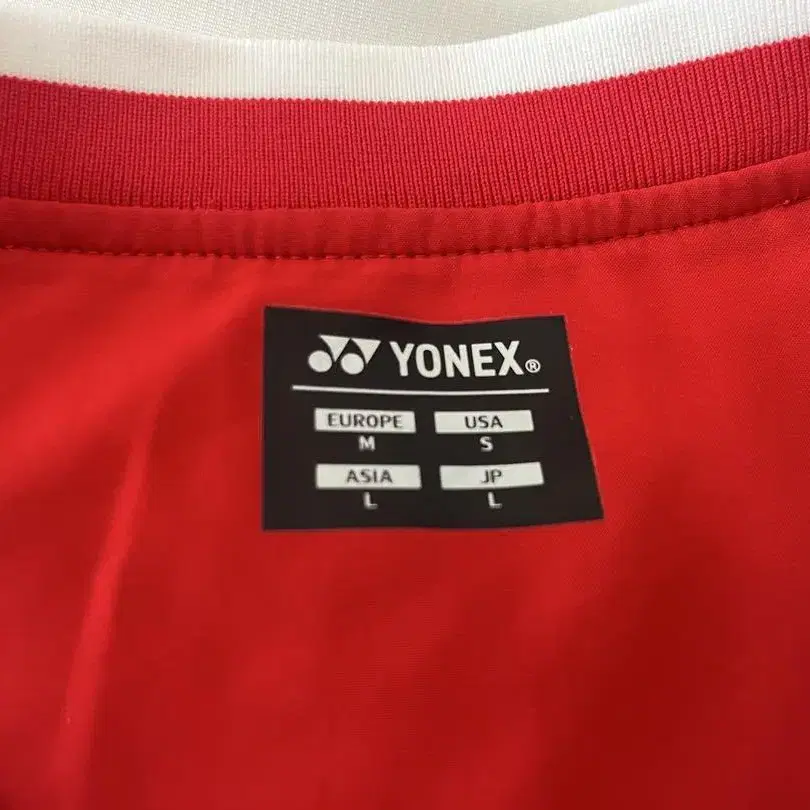 YONEX®
EUROPE USA
M S
ASIA JP
L L